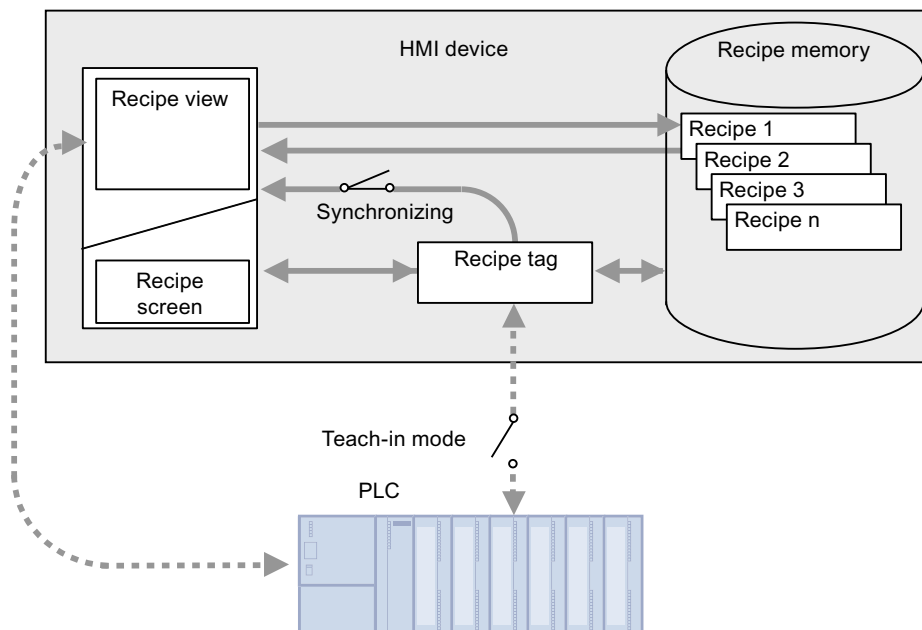 HMI device
Recipe memory
Recipe view
Recipe 1
Recipe 2
Recipe 3
Recipe n
Synchronizing
Recipe tag
Recipe
screen
Teach-in mode
PLC